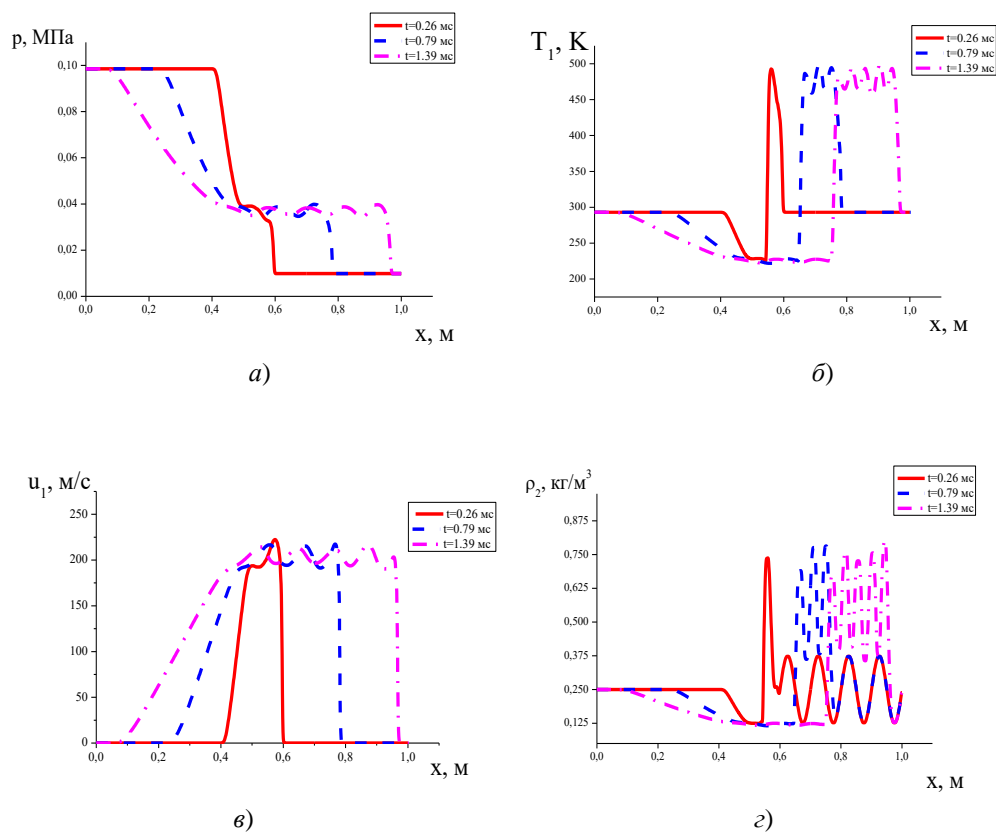 p, МПа
t=0.26 мс
t=0.79 мс
t=1.39 мс
0,10
0,08
0,06
0,04
0,02
0,00
0,0 0,2 0,4 0,6 0,8 1,0
x, м
а)
T1, K
t=0.26 мс
t=0.79 мс
t=1.39 мс
500
450
400
350
300
250
200
0,0 0,2 0,4 0,6 0,8 1,0
x, м
б)
u1, м/с
t=0.26 мс
t=0.79 мс
t=1.39 мс
250
200
150
100
50
0
0,0 0,2 0,4 0,6 0,8 1,0
x, м
в)
ρ2, кг/м3
t=0.26 мс
t=0.79 мс
t=1.39 мс
0,875
0,750
0,625
0,500
0,375
0,250
0,125
0,0 0,2 0,4 0,6 0,8 1,0
x, м
г)